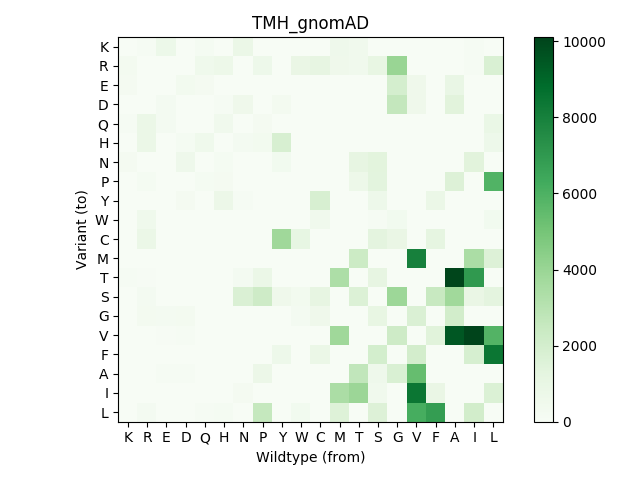 TMH_gnomAD
Variant (to)
K
R
E
D
Q
H
N
P
Y
W
C
M
T
S
G
V
F
A
I
L
K R E D Q H N P Y W C M T S G V F A I L
Wildtype (from)
10000
8000
6000
4000
2000
0